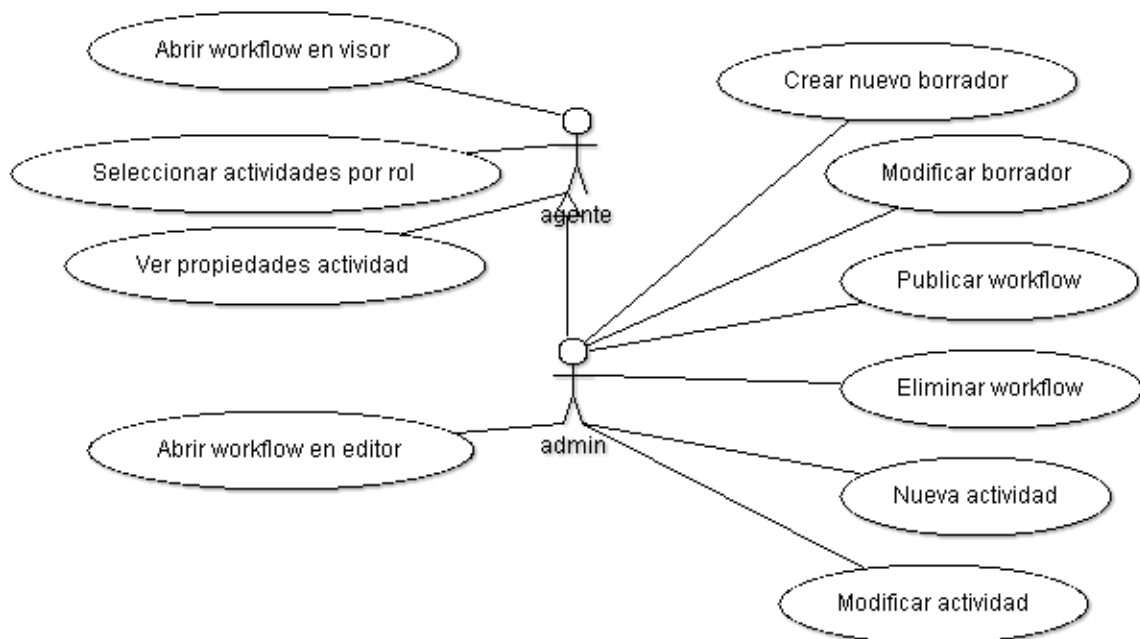 Abrir workflow en visor
Crear nuevo borrador
Seleccionar actividades por rol
Modificar borrador
agente
Ver propiedades actividad
Publicar workflow
Eliminar workflow
Abrir workflow en editor
admin
Nueva actividad
Modificar actividad